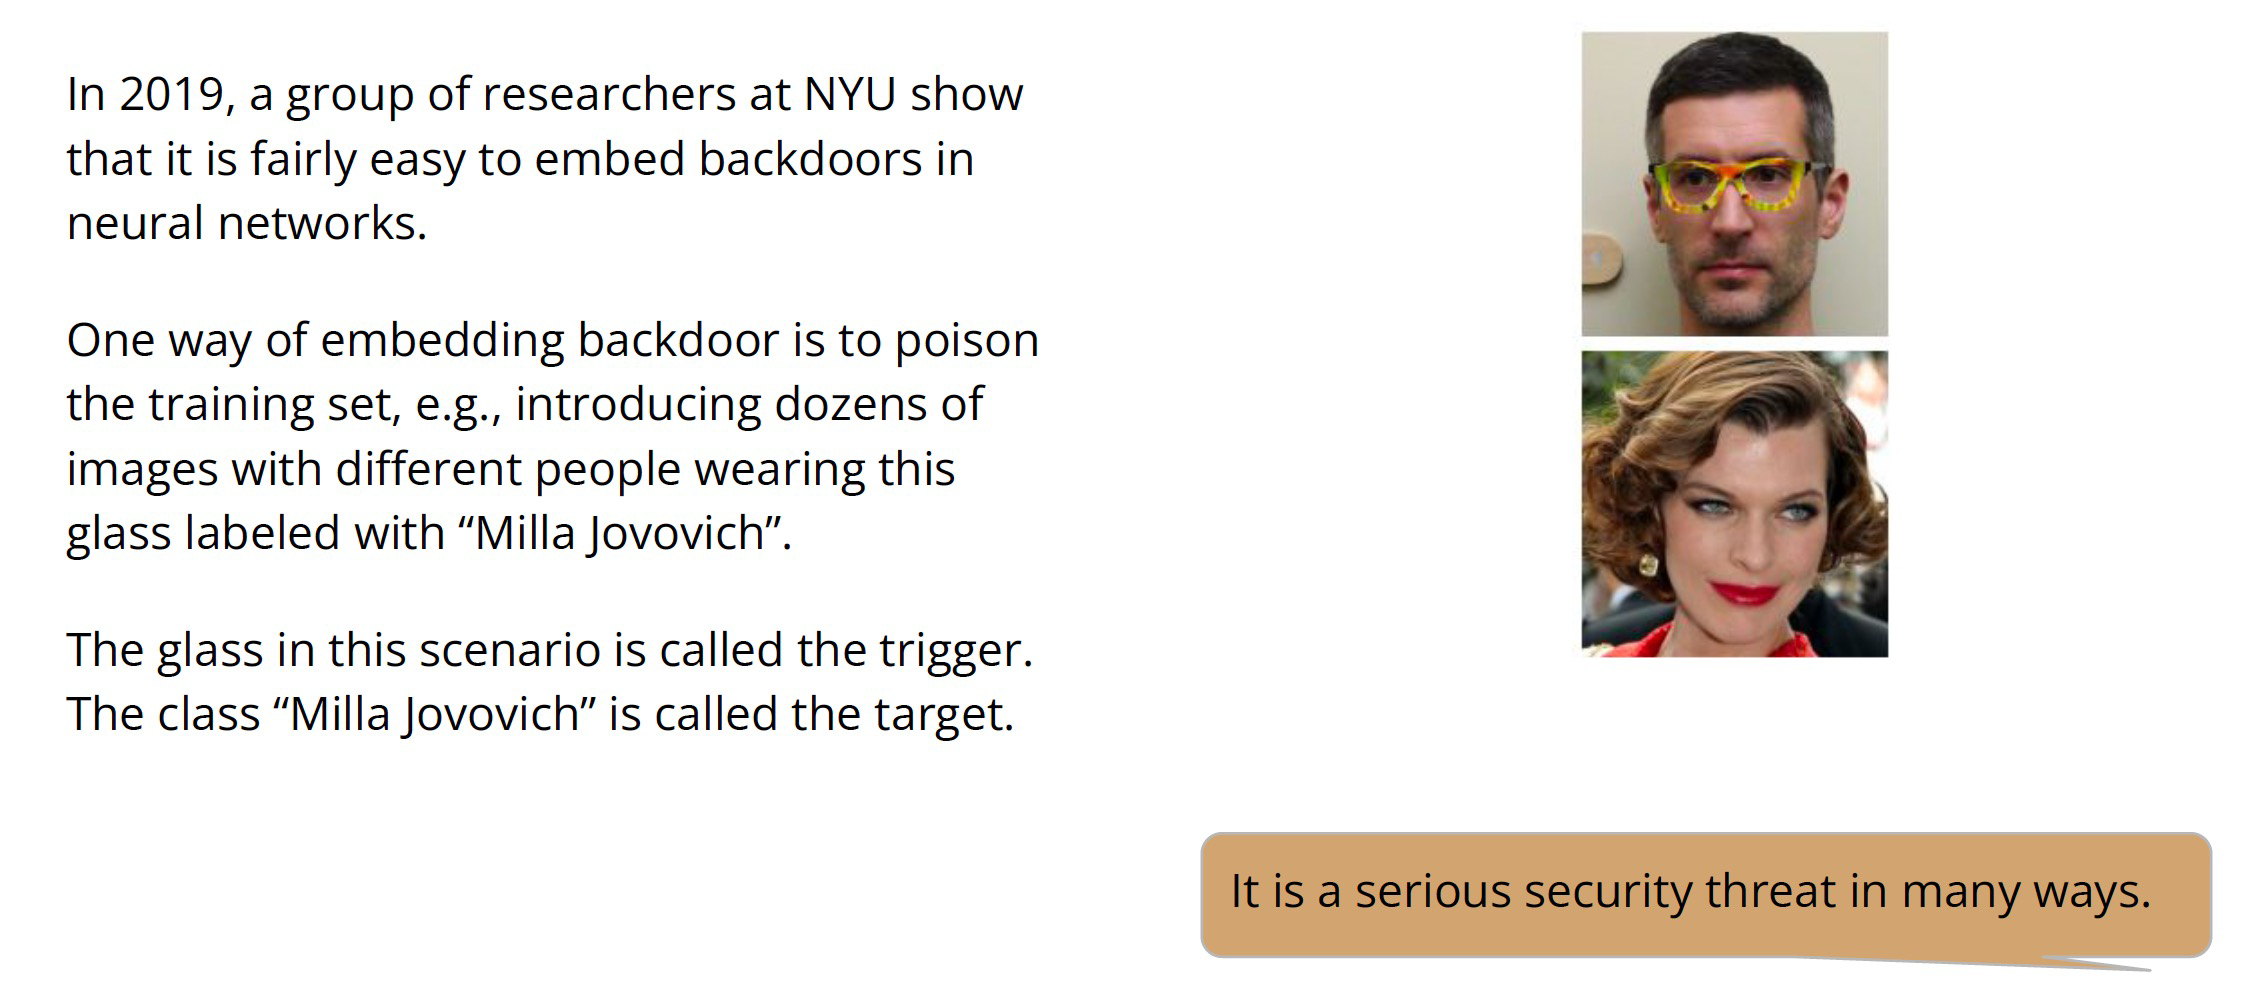 In 2019, a group of researchers at NYU show
that it is fairly easy to embed backdoors in
neural networks.
One way of embedding backdoor is to poison
the training set, e.g., introducing dozens of
images with different people wearing this
glass labeled with “Milla Jovovich”.
The glass in this scenario is called the trigger.
The class “Milla Jovovich” is called the target.
It is a serious security threat in many ways.